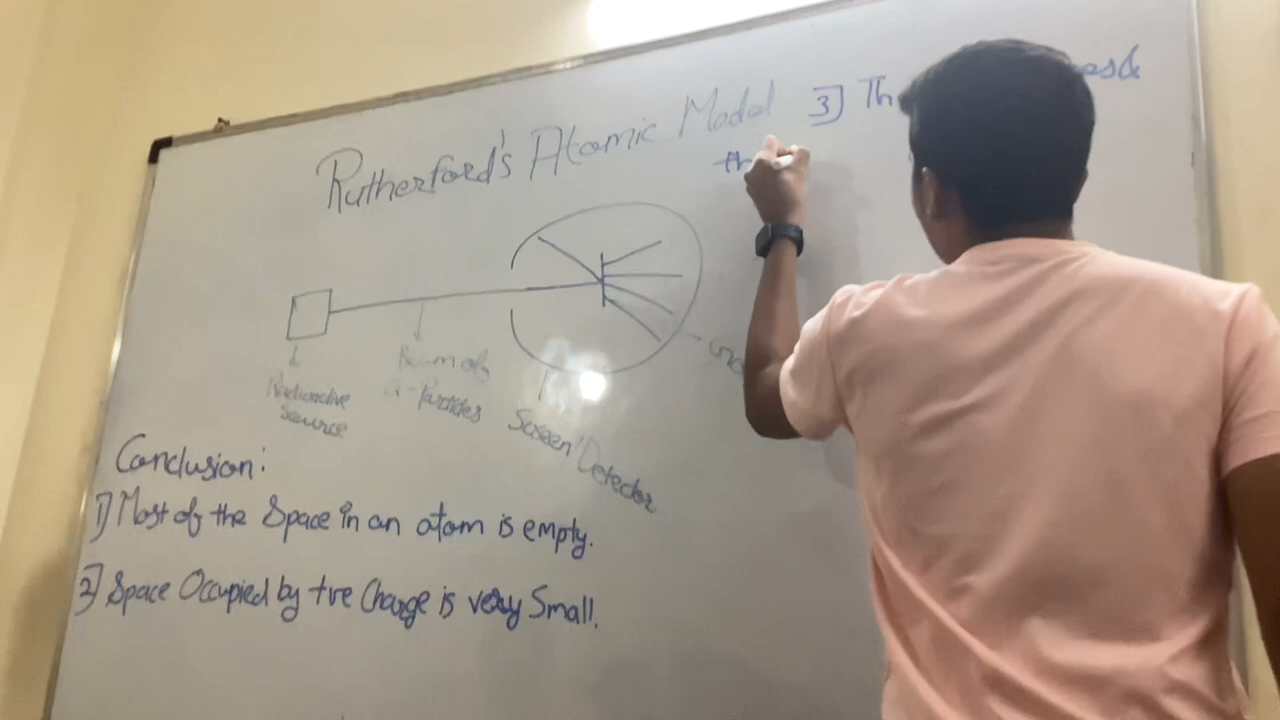 Rutherford's Atomic Model
3] Th
th
Radioactive
Source
Beam of
α-Particles
Screen/Detector
Conclusion:
1] Most of the Space in an atom is empty.
2] Space Occupied by +ve Charge is very Small.